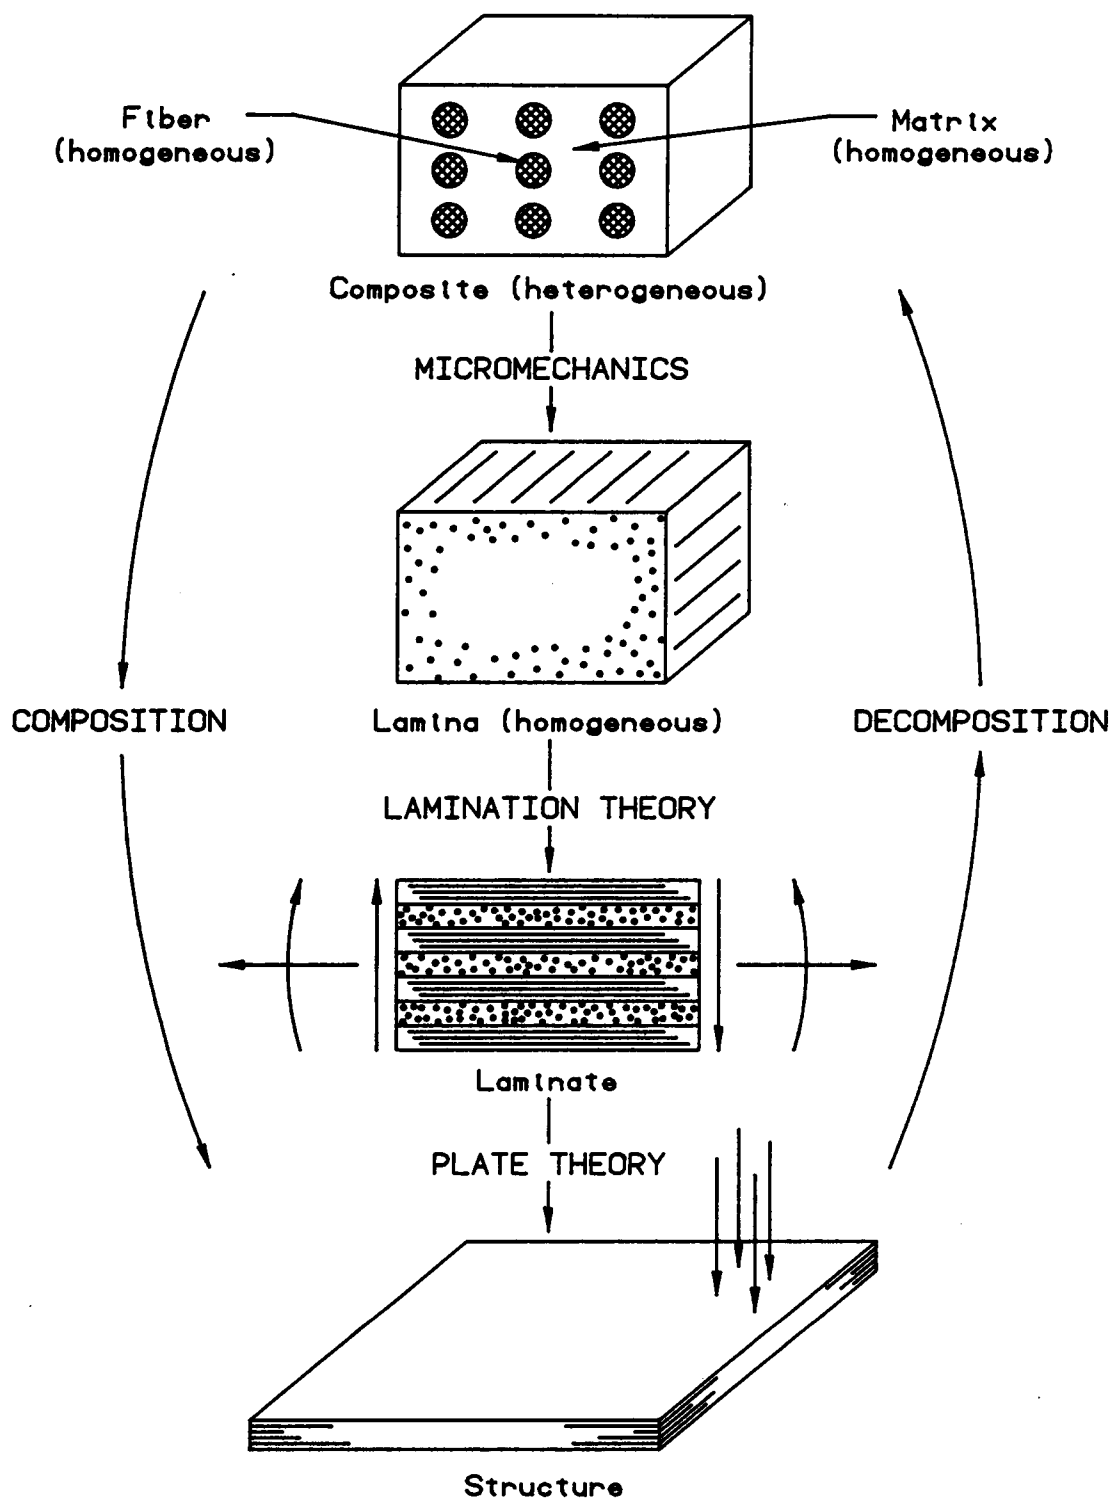 Fiber
(homogeneous)
Matrix
(homogeneous)
Composite (heterogeneous)
MICROMECHANICS
COMPOSITION
Lamina (homogeneous)
DECOMPOSITION
LAMINATION THEORY
Laminate
PLATE THEORY
Structure